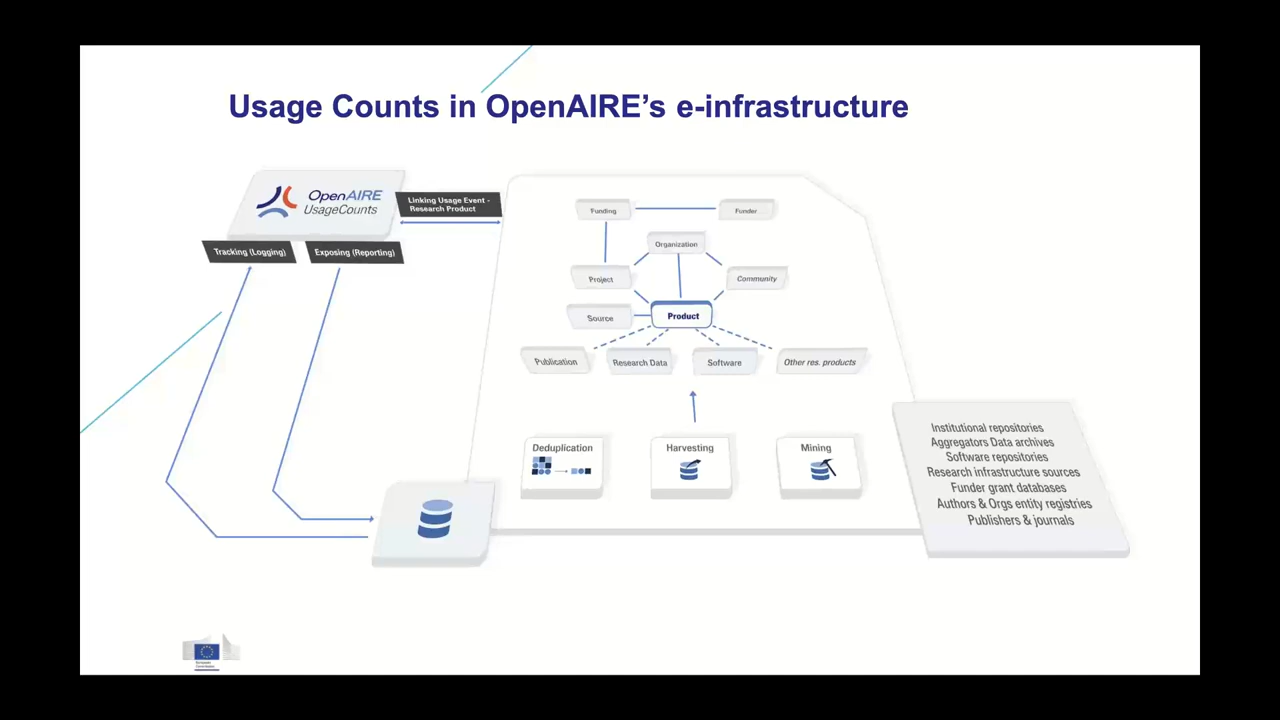 Usage Counts in OpenAIRE's e-infrastructure
OpenAIRE
UsageCounts
Linking Usage Event -
Research Product
Tracking (Logging)
Exposing (Reporting)
Funding
Funder
Organization
Project
Community
Source
Product
Publication
Research Data
Software
Other res. products
Deduplication
Harvesting
Mining
Institutional repositories
Aggregators Data archives
Software repositories
Research infrastructure sources
Funder grant databases
Authors & Orgs entity registries
Publishers & journals
European
Commission